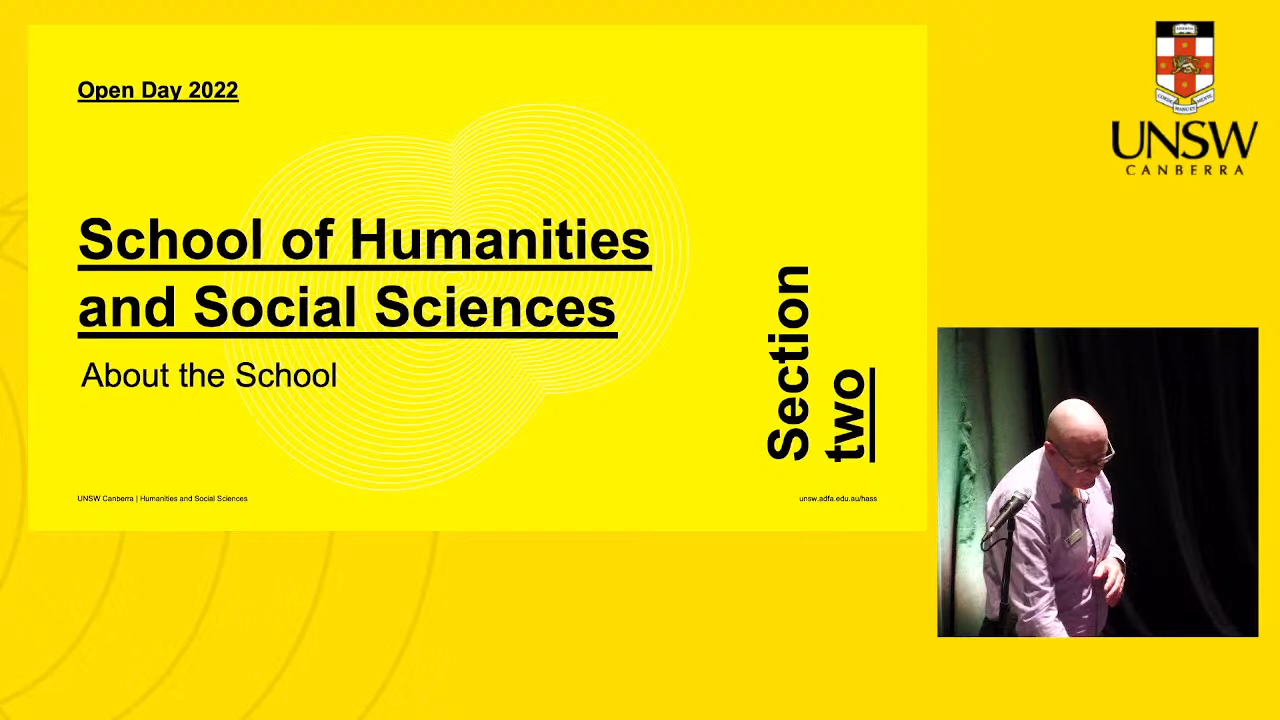 Open Day 2022
School of Humanities
and Social Sciences
About the School
Section
two
UNSW Canberra | Humanities and Social Sciences
unsw.adfa.edu.au/hass
UNSW
CANBERRA